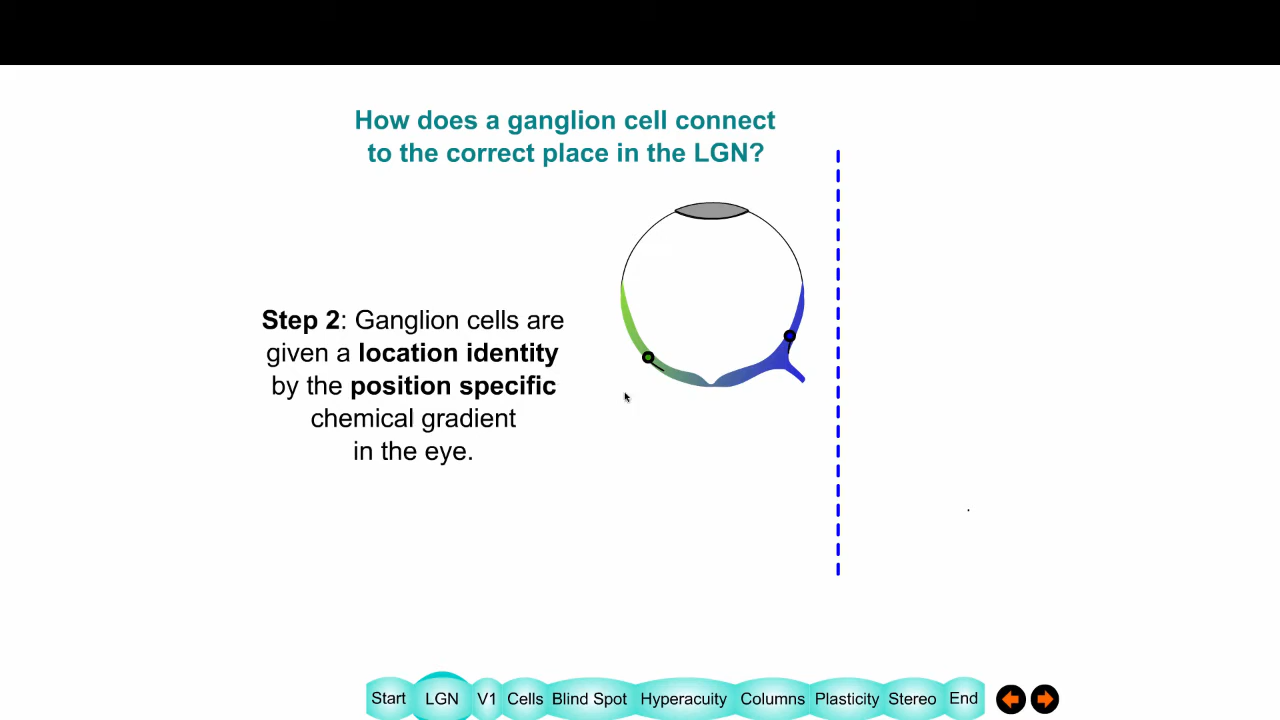 How does a ganglion cell connect
to the correct place in the LGN?
Step 2: Ganglion cells are
given a location identity
by the position specific
chemical gradient
in the eye.
Start LGN V1 Cells Blind Spot Hyperacuity Columns Plasticity Stereo End